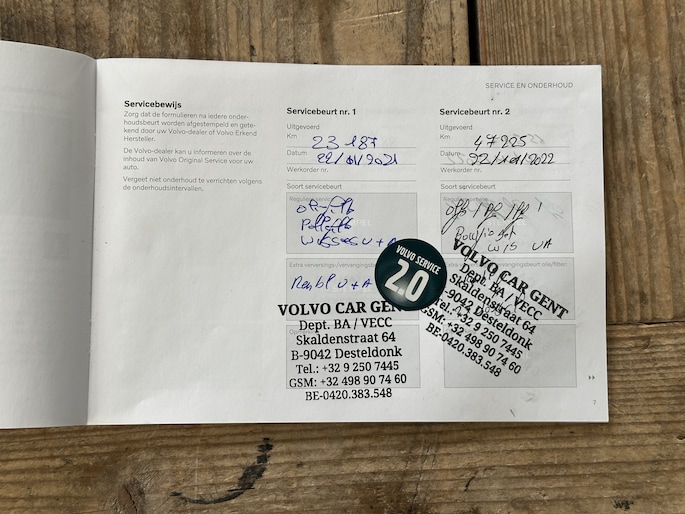 SERVICE EN ONDERHOUD
Servicebewijs
Zorg dat de formulieren na iedere onder-
houdsbeurt worden afgestempeld en gete-
kend door uw Volvo-dealer of Volvo Erkend
Hersteller.
De Volvo-dealer kan u informeren over de
inhoud van Volvo Original Service voor uw
auto.
Vergeet niet onderhoud te verrichten volgens
de onderhoudsintervallen.
Servicebeurt nr. 1
Uitgevoerd
Km 23187
Datum 22/01/2021
Werkorder nr.
Soort servicebeurt
VOLVO SERVICE
2.0
VOLVO CAR
Dept. BA / VECC
Skaldenstraat 64
B-9042 Desteldonk
Tel.: +32 9 250 7445
GSM: +32 498 90 74 60
BE-0420.383.548
Servicebeurt nr. 2
Uitgevoerd
Km 47225
Datum
Werkorder nr.
Soort servicebeurt
VOLVO CAR GENT
Dept. BA / VECC
Skaldenstraat 64
-9042 Desteldonk
Tel.: +32 9 250 7445
GSM: +32 498 90 74 60
BE-0420.383.548
7